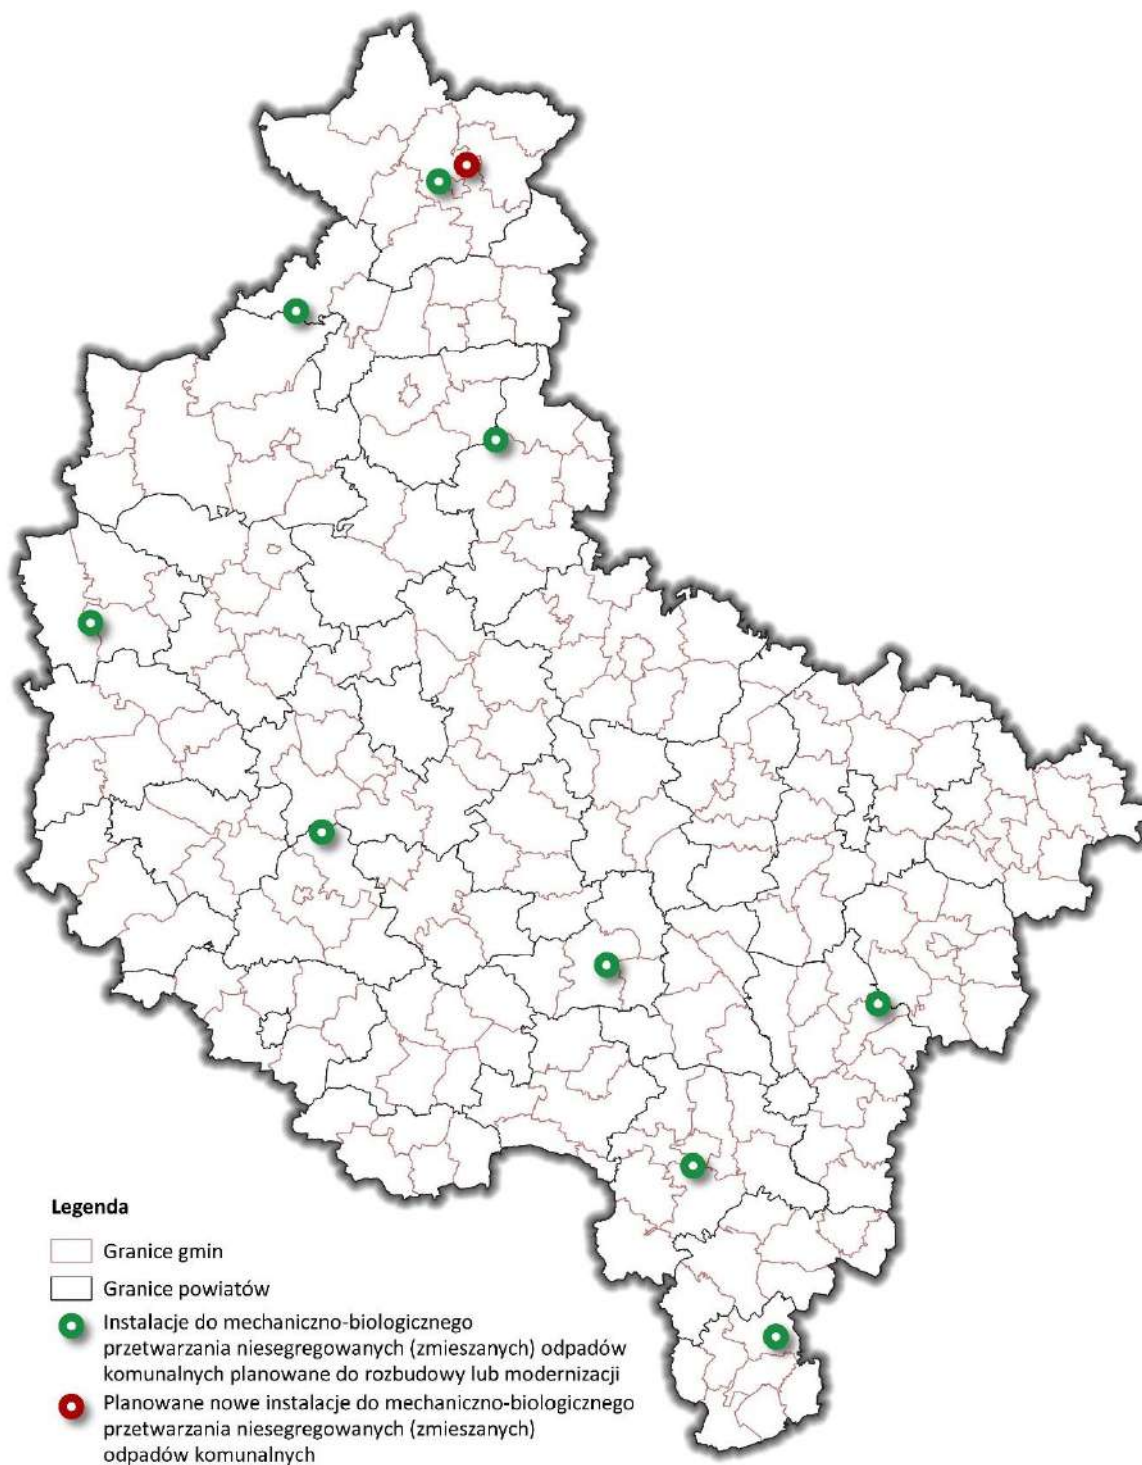 Legenda
Granice gmin
Granice powiatów
Instalacje do mechaniczno-biologicznego
przetwarzania niesegregowanych (zmieszanych) odpadów
komunalnych planowane do rozbudowy lub modernizacji
Planowane nowe instalacje do mechaniczno-biologicznego
przetwarzania niesegregowanych (zmieszanych)
odpadów komunalnych